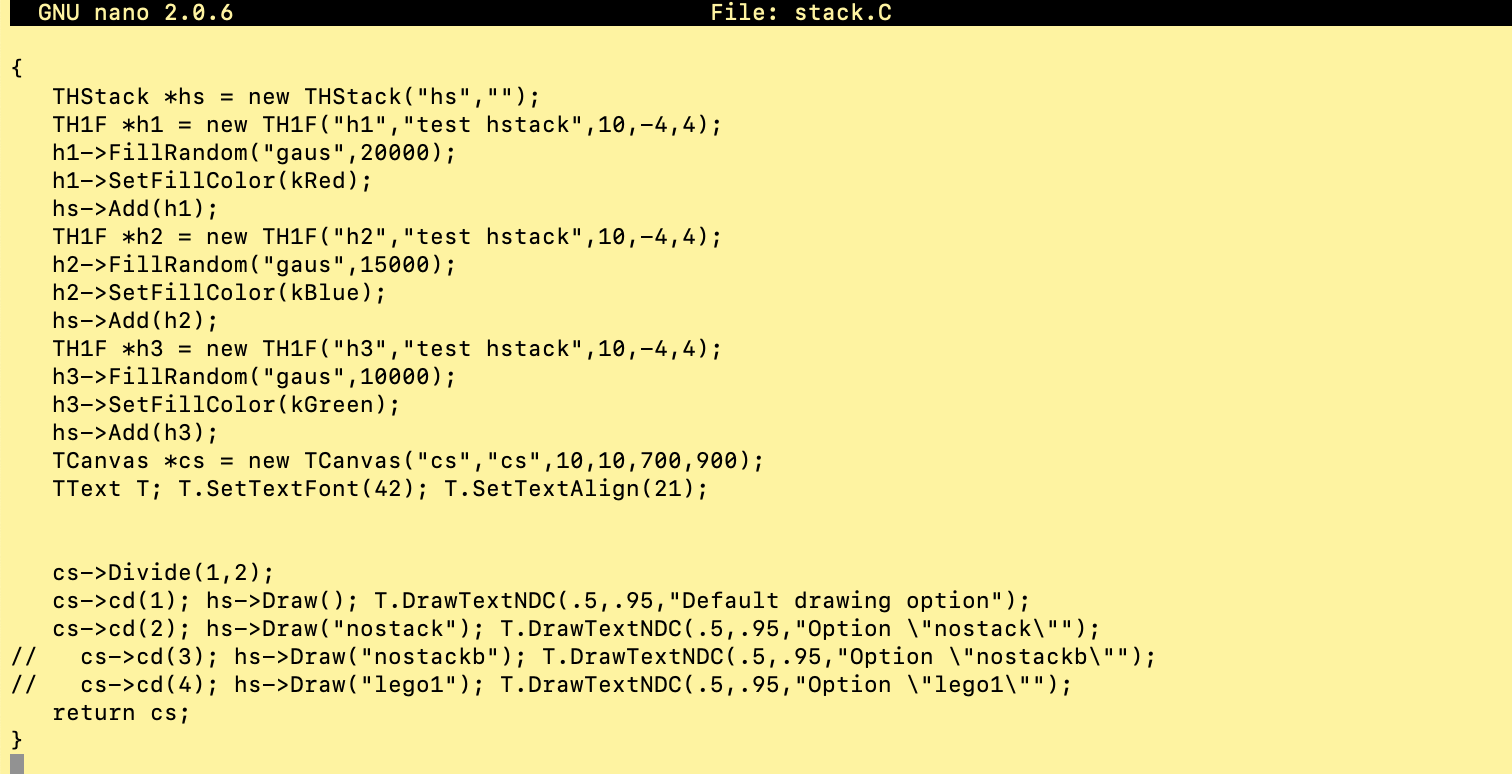 GNU nano 2.0.6 File: stack.C
{
THStack *hs = new THStack("hs","");
TH1F *h1 = new TH1F("h1","test hstack",10,-4,4);
h1->FillRandom("gaus",20000);
h1->SetFillColor(kRed);
hs->Add(h1);
TH1F *h2 = new TH1F("h2","test hstack",10,-4,4);
h2->FillRandom("gaus",15000);
h2->SetFillColor(kBlue);
hs->Add(h2);
TH1F *h3 = new TH1F("h3","test hstack",10,-4,4);
h3->FillRandom("gaus",10000);
h3->SetFillColor(kGreen);
hs->Add(h3);
TCanvas *cs = new TCanvas("cs","cs",10,10,700,900);
TText T; T.SetTextFont(42); T.SetTextAlign(21);
cs->Divide(1,2);
cs->cd(1); hs->Draw(); T.DrawTextNDC(.5,.95,"Default drawing option");
cs->cd(2); hs->Draw("nostack"); T.DrawTextNDC(.5,.95,"Option \"nostack\"");
//   cs->cd(3); hs->Draw("nostackb"); T.DrawTextNDC(.5,.95,"Option \"nostackb\"");
//   cs->cd(4); hs->Draw("lego1"); T.DrawTextNDC(.5,.95,"Option \"lego1\"");
return cs;
}